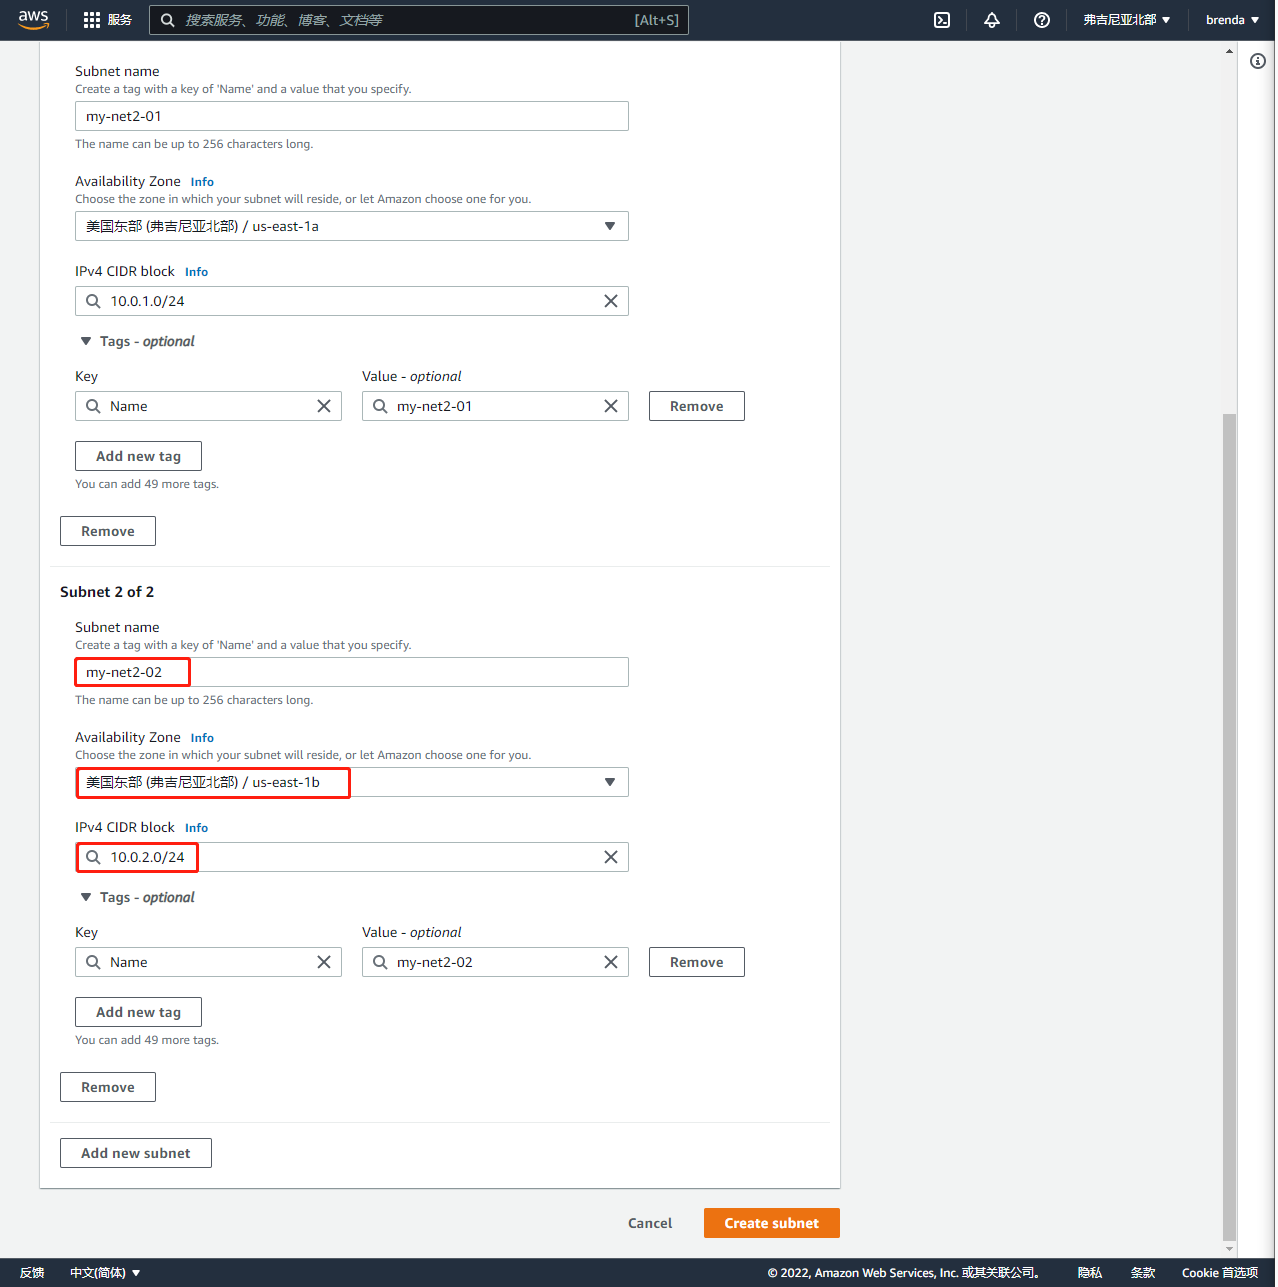 aws
服务
搜索服务、功能、博客、文档等
[Alt+S]
弗吉尼亚北部
brenda
Subnet name
Create a tag with a key of 'Name' and a value that you specify.
my-net2-01
The name can be up to 256 characters long.
Availability Zone Info
Choose the zone in which your subnet will reside, or let Amazon choose one for you.
美国东部 (弗吉尼亚北部) / us-east-1a
IPv4 CIDR block Info
10.0.1.0/24
Tags - optional
Key Value - optional
Name my-net2-01 Remove
Add new tag
You can add 49 more tags.
Remove
Subnet 2 of 2
Subnet name
Create a tag with a key of 'Name' and a value that you specify.
my-net2-02
The name can be up to 256 characters long.
Availability Zone Info
Choose the zone in which your subnet will reside, or let Amazon choose one for you.
美国东部 (弗吉尼亚北部) / us-east-1b
IPv4 CIDR block Info
10.0.2.0/24
Tags - optional
Key Value - optional
Name my-net2-02 Remove
Add new tag
You can add 49 more tags.
Remove
Add new subnet
Cancel Create subnet
反馈 中文(简体) © 2022, Amazon Web Services, Inc. 或其关联公司。 隐私 条款 Cookie 首选项